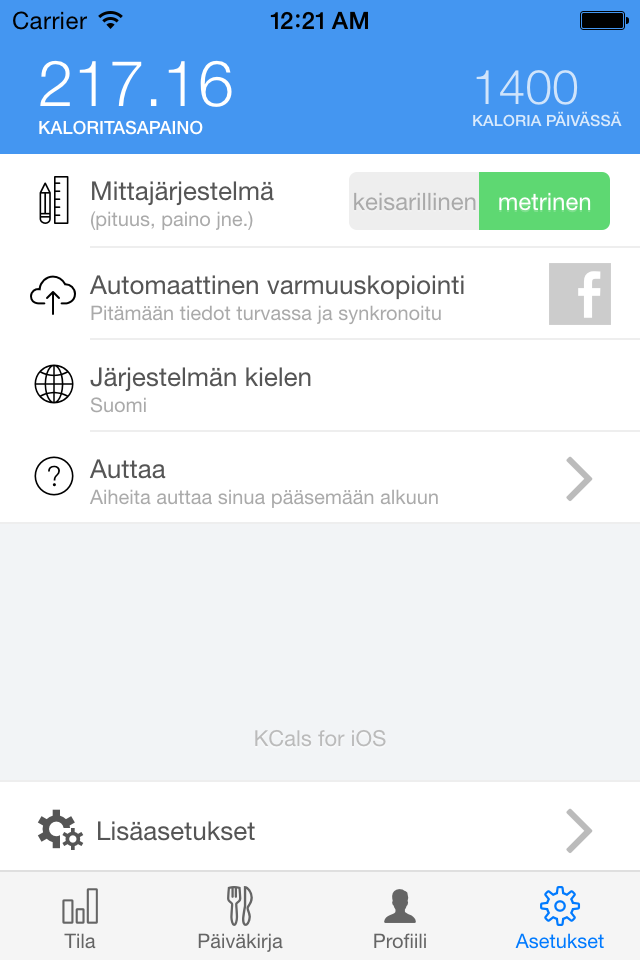 Carrier 12:21 AM
217.16 1400
KALORITASAPAINO KALORIA PÄIVÄSSÄ
Mittajärjestelmä
(pituus, paino jne.)
keisarillinen metrinen
Automaattinen varmuuskopiointi
Pitämään tiedot turvassa ja synkronoitu
f
Järjestelmän kielen
Suomi
?
Auttaa
Aiheita auttaa sinua pääsemään alkuun
KCals for iOS
Lisäasetukset
Tila Päiväkirja Profiili Asetukset